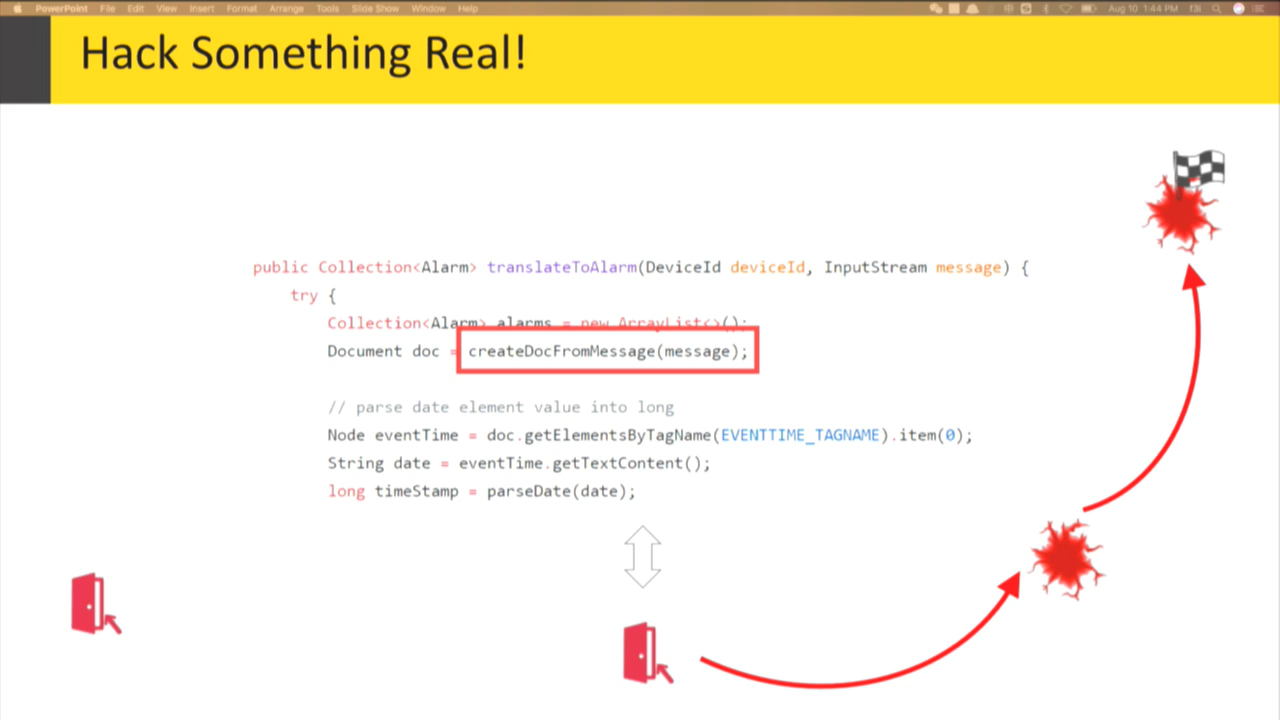 PowerPoint File Edit View Insert Format Arrange Tools Slide Show Window Help Aug 10 1:44 PM
Hack Something Real!
public Collection<Alarm> translateToAlarm(DeviceId deviceId, InputStream message) {
try {
Collection<Alarm> alarms = new ArrayList<>();
Document doc = createDocFromMessage(message);
// parse date element value into long
Node eventTime = doc.getElementsByTagName(EVENTTIME_TAGNAME).item(0);
String date = eventTime.getTextContent();
long timeStamp = parseDate(date);